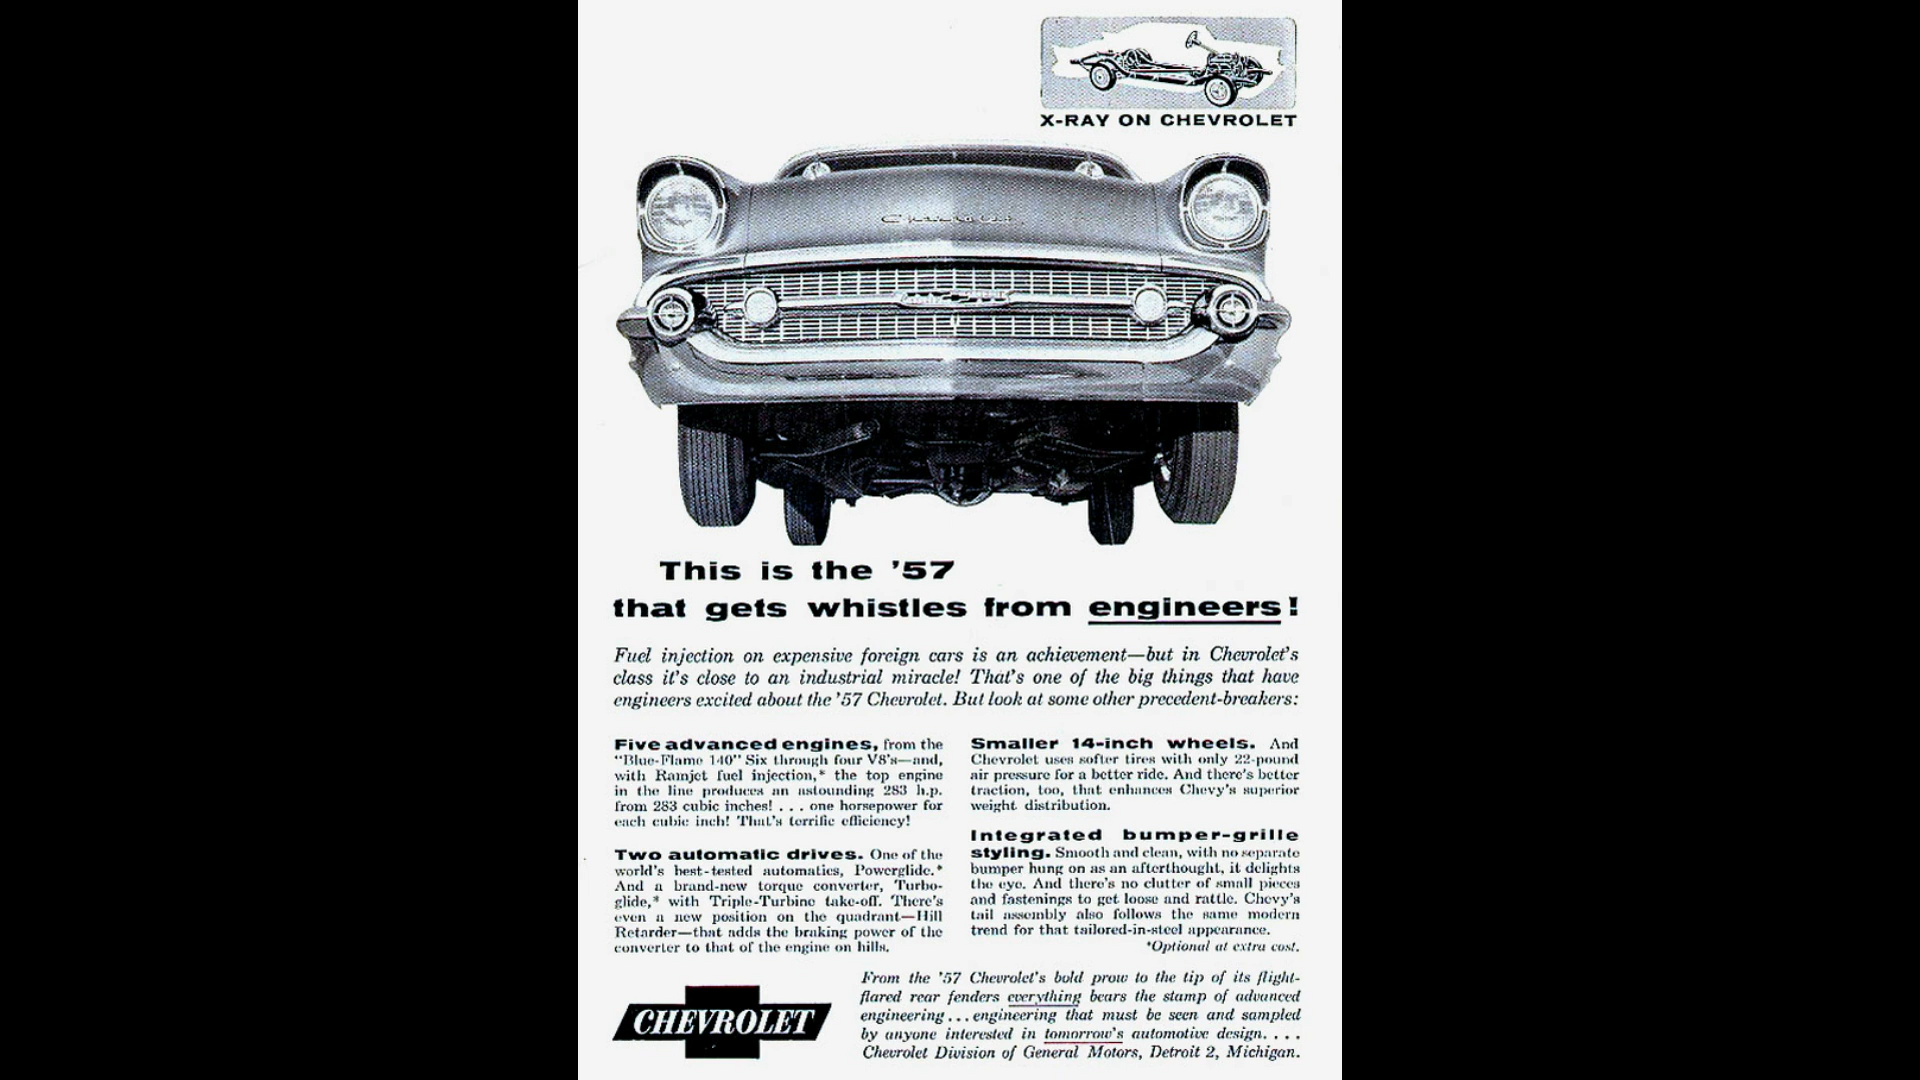 X-RAY ON CHEVROLET
Chevrolet
This is the '57
that gets whistles from engineers!
Fuel injection on expensive foreign cars is an achievement—but in Chevrolet's
class it's close to an industrial miracle! That's one of the big things that have
engineers excited about the '57 Chevrolet. But look at some other precedent-breakers:
Five advanced engines, from the
"Blue-Flame 140" Six through four V8's—and,
with Ramjet fuel injection,* the top engine
in the line produces an astounding 283 h.p.
from 283 cubic inches! . . . one horsepower for
each cubic inch! That's terrific efficiency!
Two automatic drives. One of the
world's best-tested automatics, Powerglide.*
And a brand-new torque converter, Turbo-
glide,* with Triple-Turbine take-off. There's
even a new position on the quadrant—Hill
Retarder—that adds the braking power of the
converter to that of the engine on hills.
Smaller 14-inch wheels. And
Chevrolet uses softer tires with only 22-pound
air pressure for a better ride. And there's better
traction, too, that enhances Chevy's superior
weight distribution.
Integrated bumper-grille
styling. Smooth and clean, with no separate
bumper hung on as an afterthought, it delights
the eye. And there's no clutter of small pieces
and fastenings to get loose and rattle. Chevy's
tail assembly also follows the same modern
trend for that tailored-in-steel appearance.
*Optional at extra cost.
CHEVROLET
From the '57 Chevrolet's bold prow to the tip of its flight-
flared rear fenders everything bears the stamp of advanced
engineering . . . engineering that must be seen and sampled
by anyone interested in tomorrow's automotive design. . . .
Chevrolet Division of General Motors, Detroit 2, Michigan.